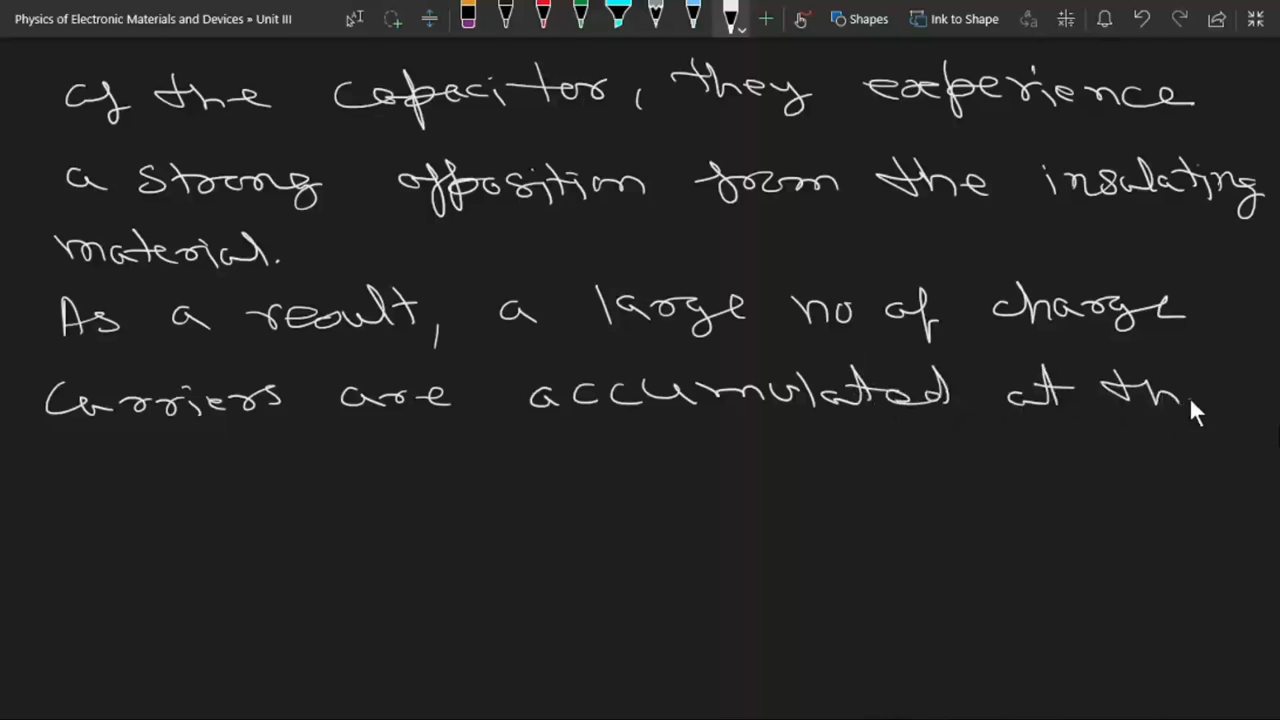 Physics of Electronic Materials and Devices » Unit III
Shapes
Ink to Shape
of the capacitor, they experience
a strong opposition from the insulating
material.
As a result, a large no of charge
carriers are accumulated at th